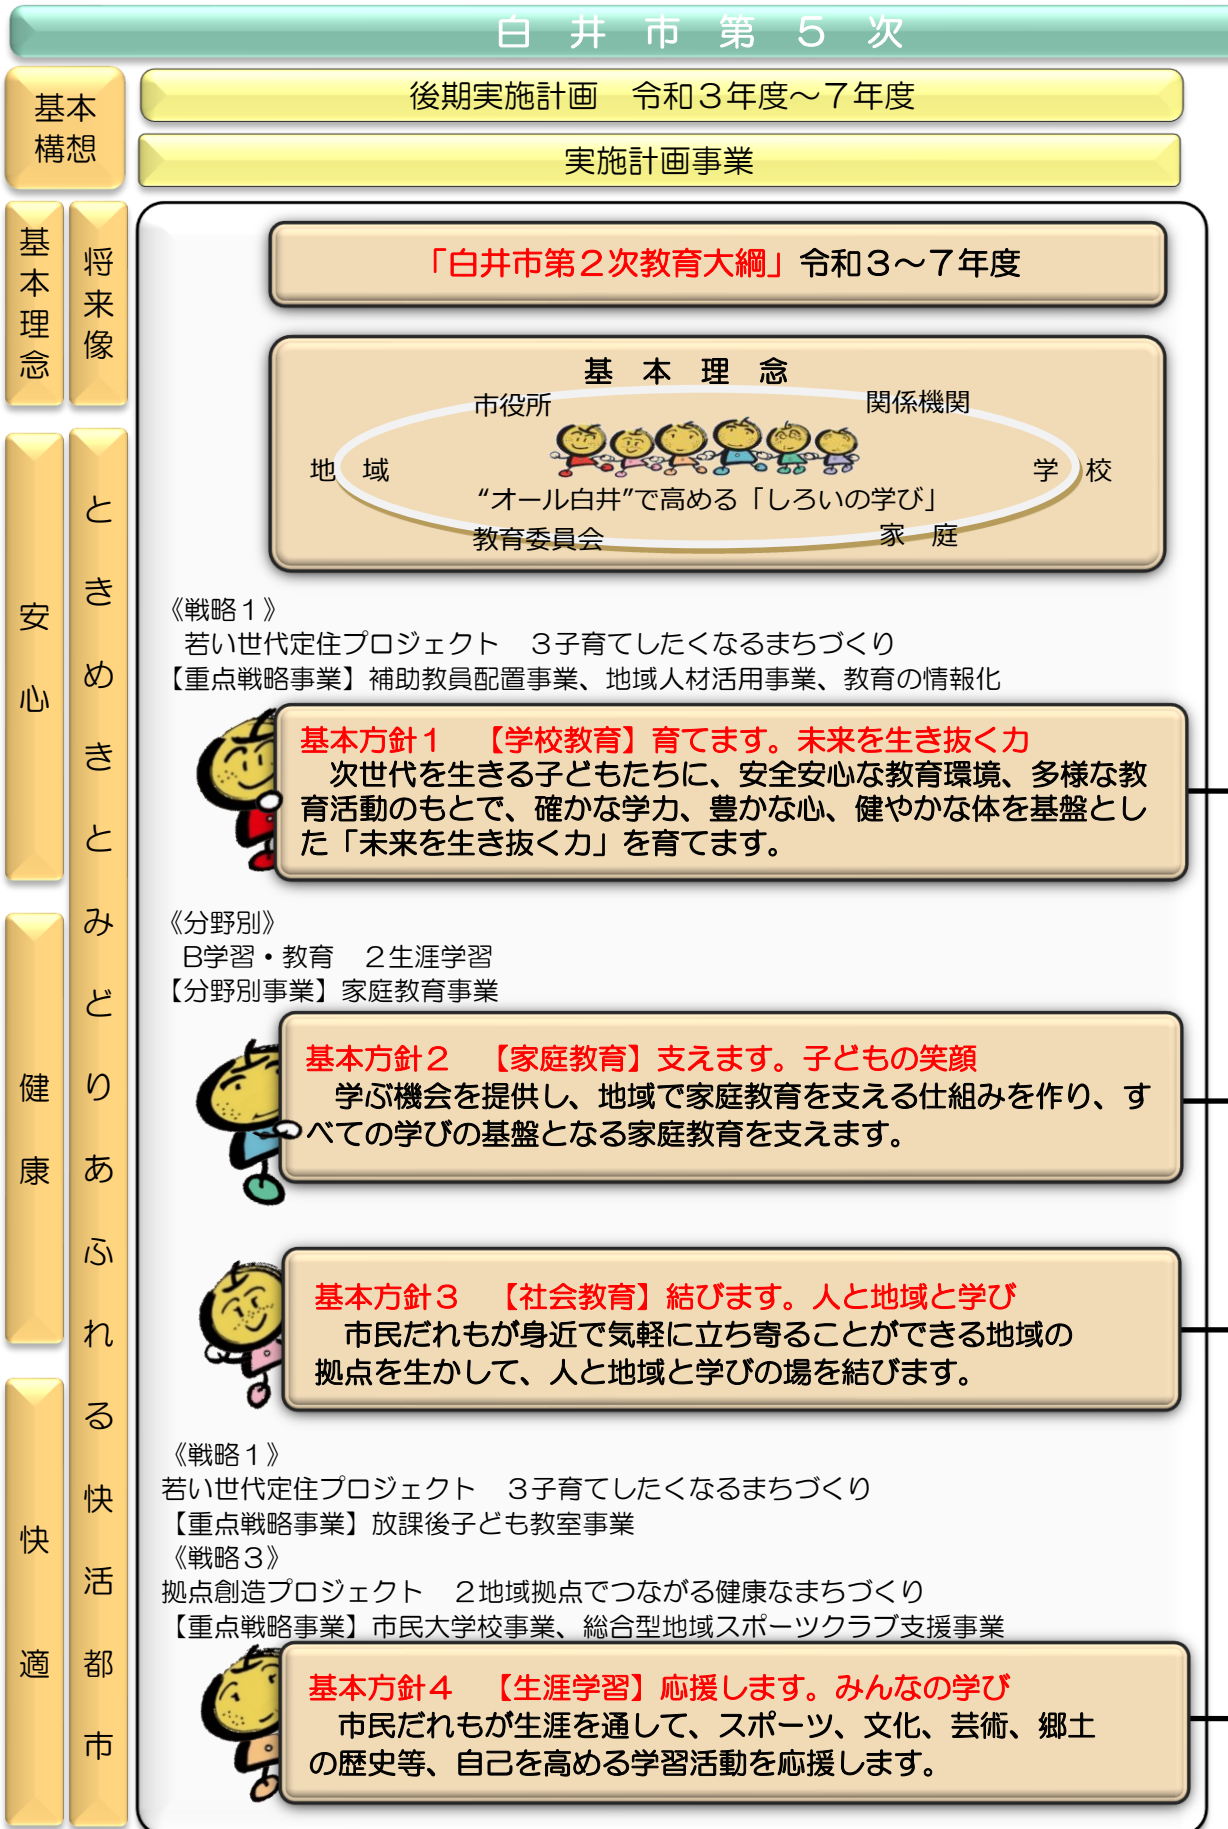 白井市第５次
基本
構想
後期実施計画　令和３年度～７年度
実施計画事業
基本理念
将来像
安心
健康
快適
ときめきとみどりあふれる快活都市
「白井市第２次教育大綱」令和３～７年度
基本理念
市役所
関係機関
地域
学校
“オール白井”で高める「しろいの学び」
教育委員会
家庭
《戦略１》
若い世代定住プロジェクト　３子育てしたくなるまちづくり
【重点戦略事業】補助教員配置事業、地域人材活用事業、教育の情報化
基本方針１　【学校教育】育てます。未来を生き抜く力
次世代を生きる子どもたちに、安全安心な教育環境、多様な教
育活動のもとで、確かな学力、豊かな心、健やかな体を基盤とし
た「未来を生き抜く力」を育てます。
《分野別》
B学習・教育　２生涯学習
【分野別事業】家庭教育事業
基本方針２　【家庭教育】支えます。子どもの笑顔
学ぶ機会を提供し、地域で家庭教育を支える仕組みを作り、す
べての学びの基盤となる家庭教育を支えます。
基本方針３　【社会教育】結びます。人と地域と学び
市民だれもが身近で気軽に立ち寄ることができる地域の
拠点を生かして、人と地域と学びの場を結びます。
《戦略１》
若い世代定住プロジェクト　３子育てしたくなるまちづくり
【重点戦略事業】放課後子ども教室事業
《戦略３》
拠点創造プロジェクト　２地域拠点でつながる健康なまちづくり
【重点戦略事業】市民大学校事業、総合型地域スポーツクラブ支援事業
基本方針４　【生涯学習】応援します。みんなの学び
市民だれもが生涯を通して、スポーツ、文化、芸術、郷土
の歴史等、自己を高める学習活動を応援します。